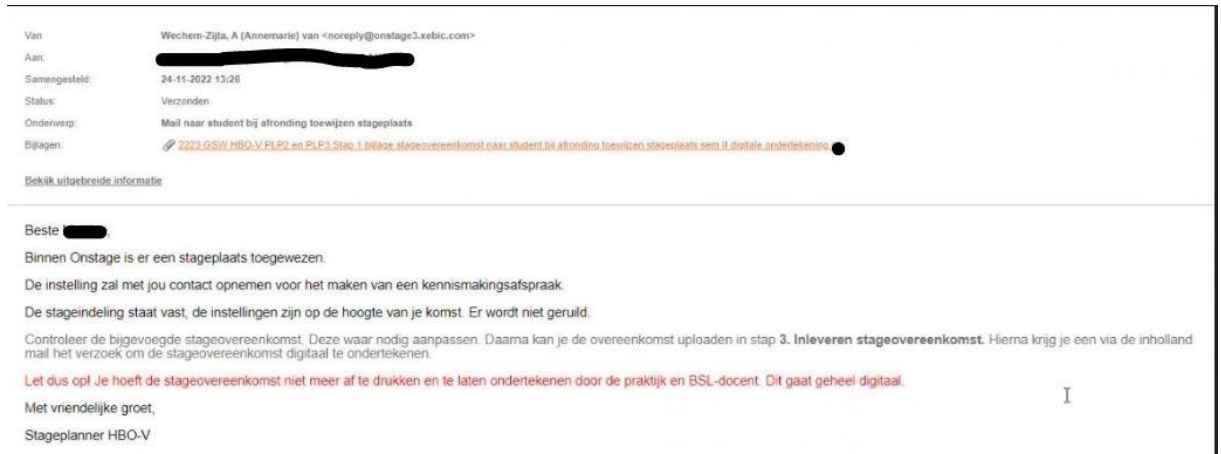 Van Wechem-Zijta, A (Annemarie) van <noreply@onstage3.xebic.com>
Aan:
Samengesteld: 24-11-2022 13:26
Status: Verzonden
Onderwerp: Mail naar student bij afronding toewijzen stageplaats
Bijlagen: 2223 GSW HBO-V PLP2 en PLP3 Stap 1 bijlage stageovereenkomst naar student bij afronding toewijzen stageplaats sem II digitale ondertekening
Bekijk uitgebreide informatie
Beste
Binnen Onstage is er een stageplaats toegewezen.
De instelling zal met jou contact opnemen voor het maken van een kennismakingsafspraak.
De stageindeling staat vast, de instellingen zijn op de hoogte van je komst. Er wordt niet geruild.
Controleer de bijgevoegde stageovereenkomst. Deze waar nodig aanpassen. Daarna kan je de overeenkomst uploaden in stap 3. Inleveren stageovereenkomst. Hierna krijg je een via de inholland
mail het verzoek om de stageovereenkomst digitaal te ondertekenen.
Let dus op! Je hoeft de stageovereenkomst niet meer af te drukken en te laten ondertekenen door de praktijk en BSL-docent. Dit gaat geheel digitaal.
Met vriendelijke groet,
Stageplanner HBO-V